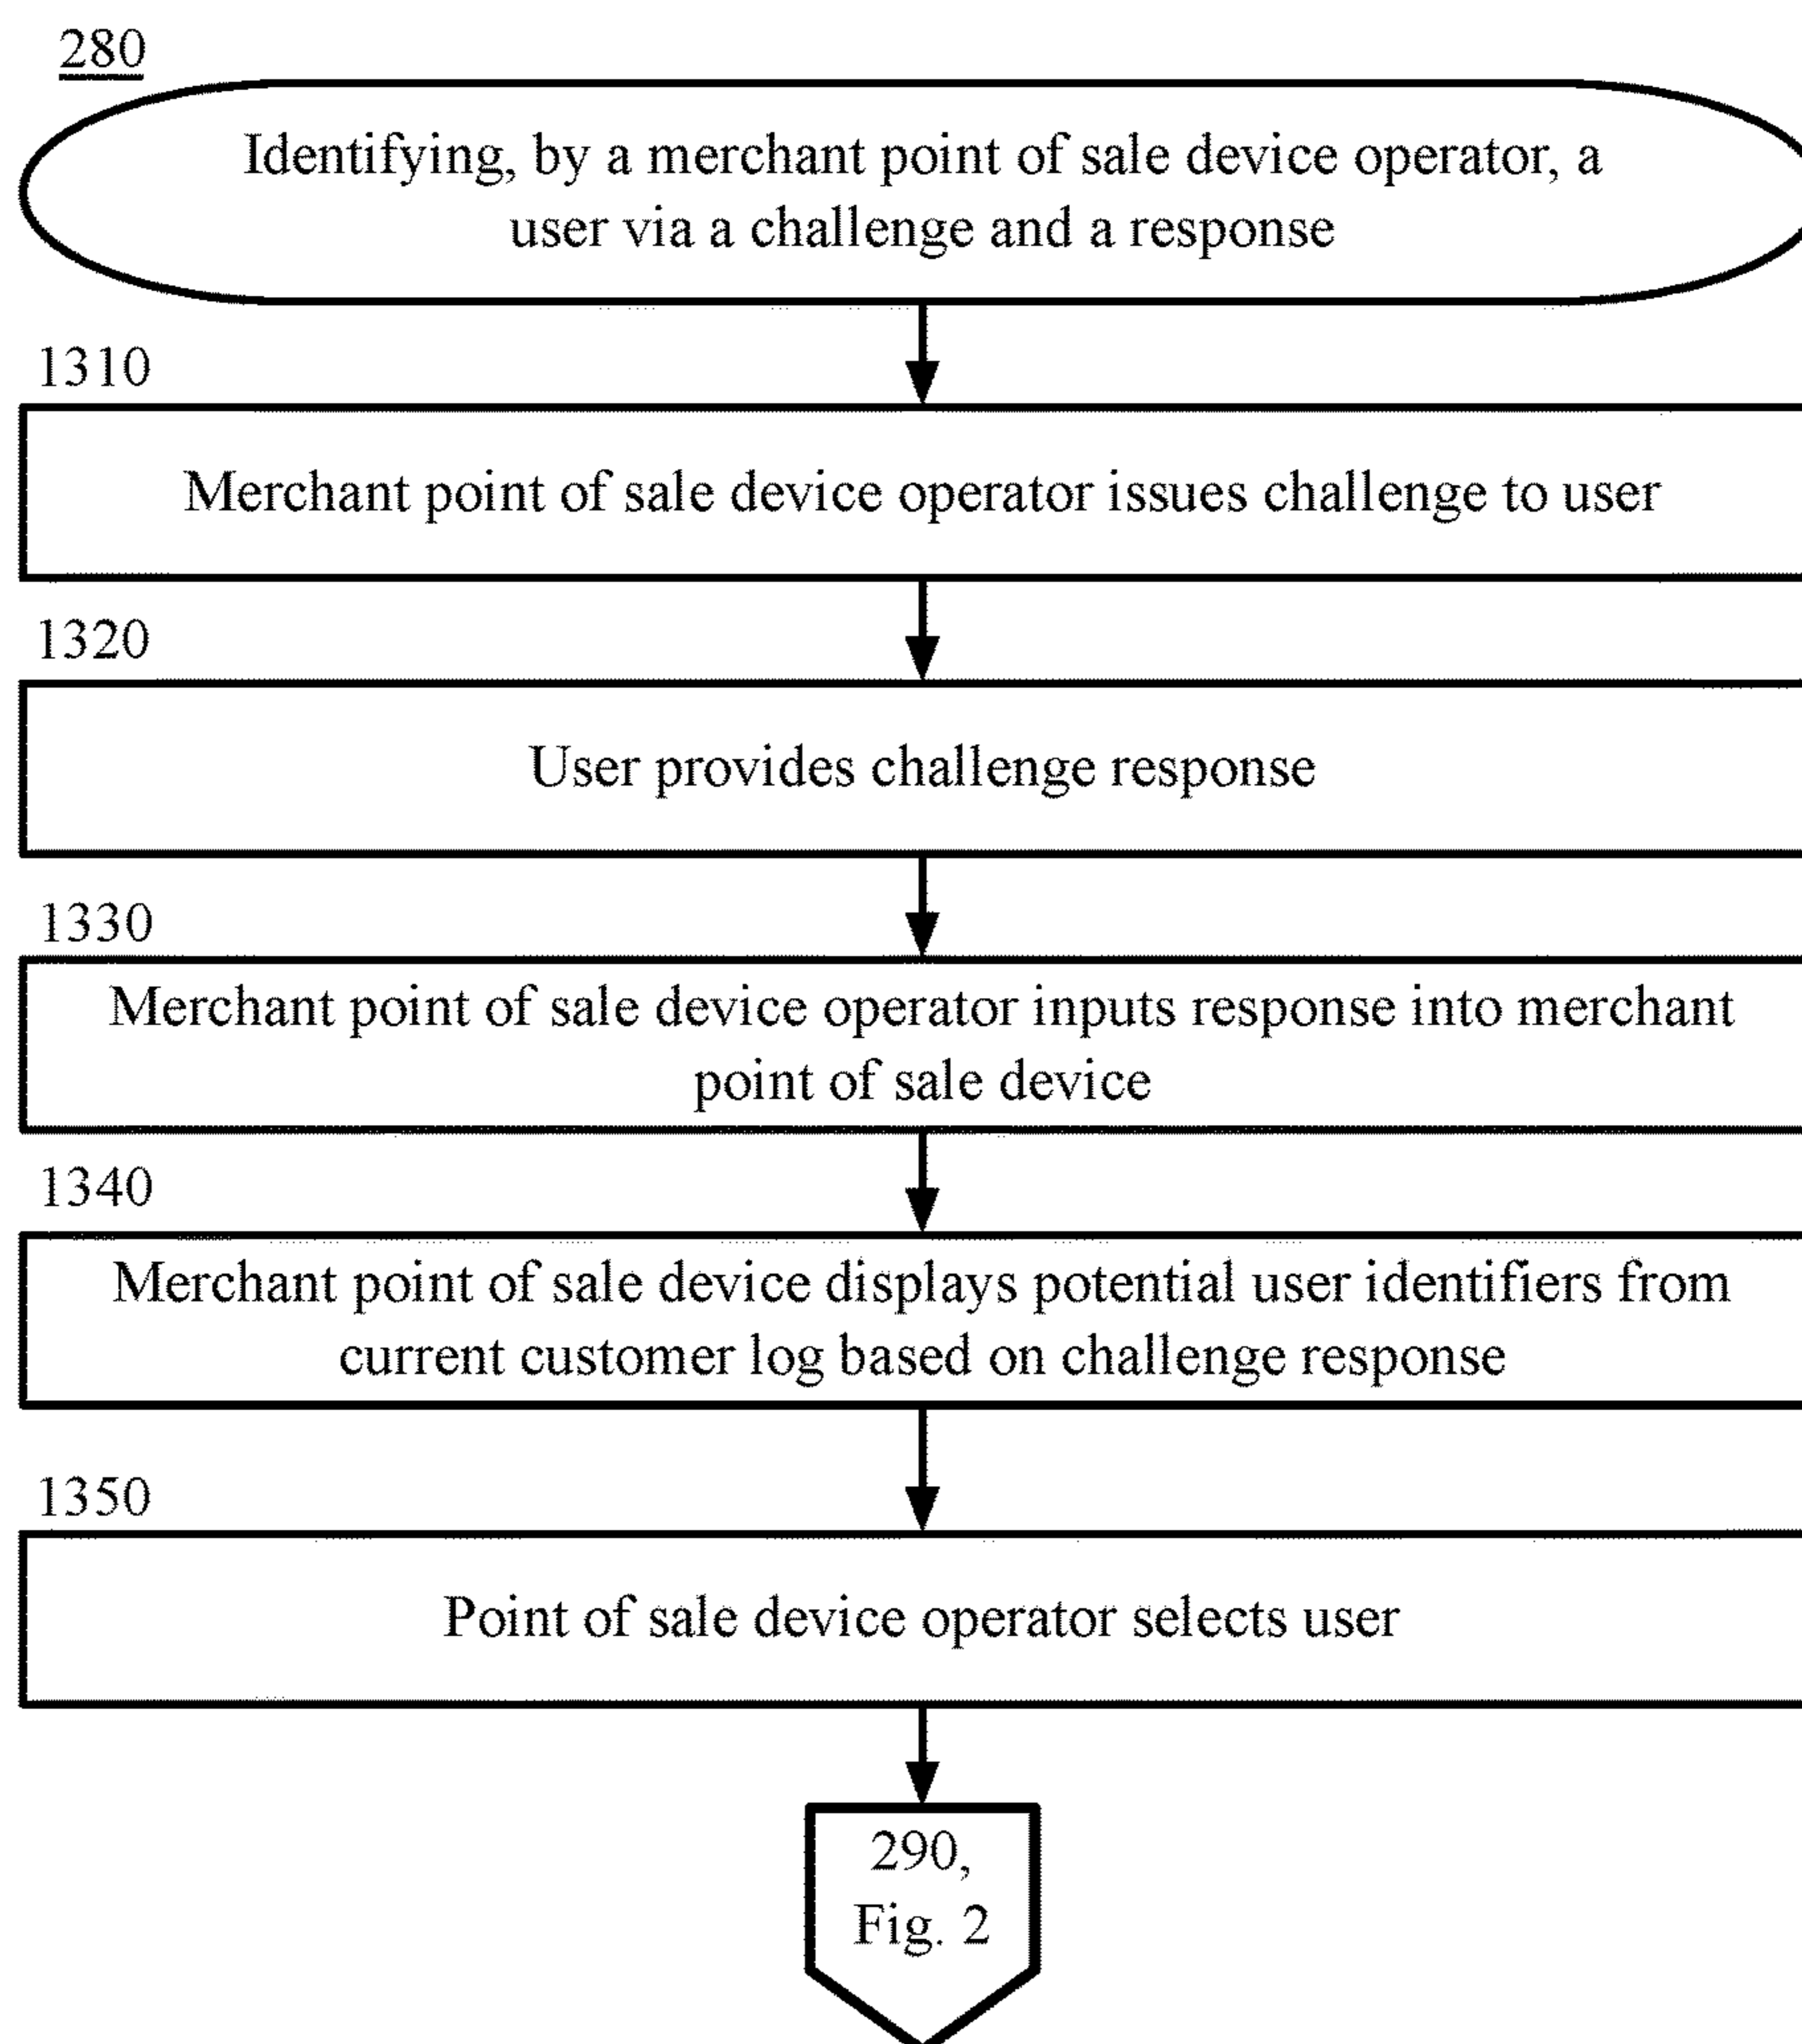 280
Identifying, by a merchant point of sale device operator, a
user via a challenge and a response
1310
Merchant point of sale device operator issues challenge to user
1320
User provides challenge response
1330
Merchant point of sale device operator inputs response into merchant
point of sale device
1340
Merchant point of sale device displays potential user identifiers from
current customer log based on challenge response
1350
Point of sale device operator selects user
290,
Fig. 2